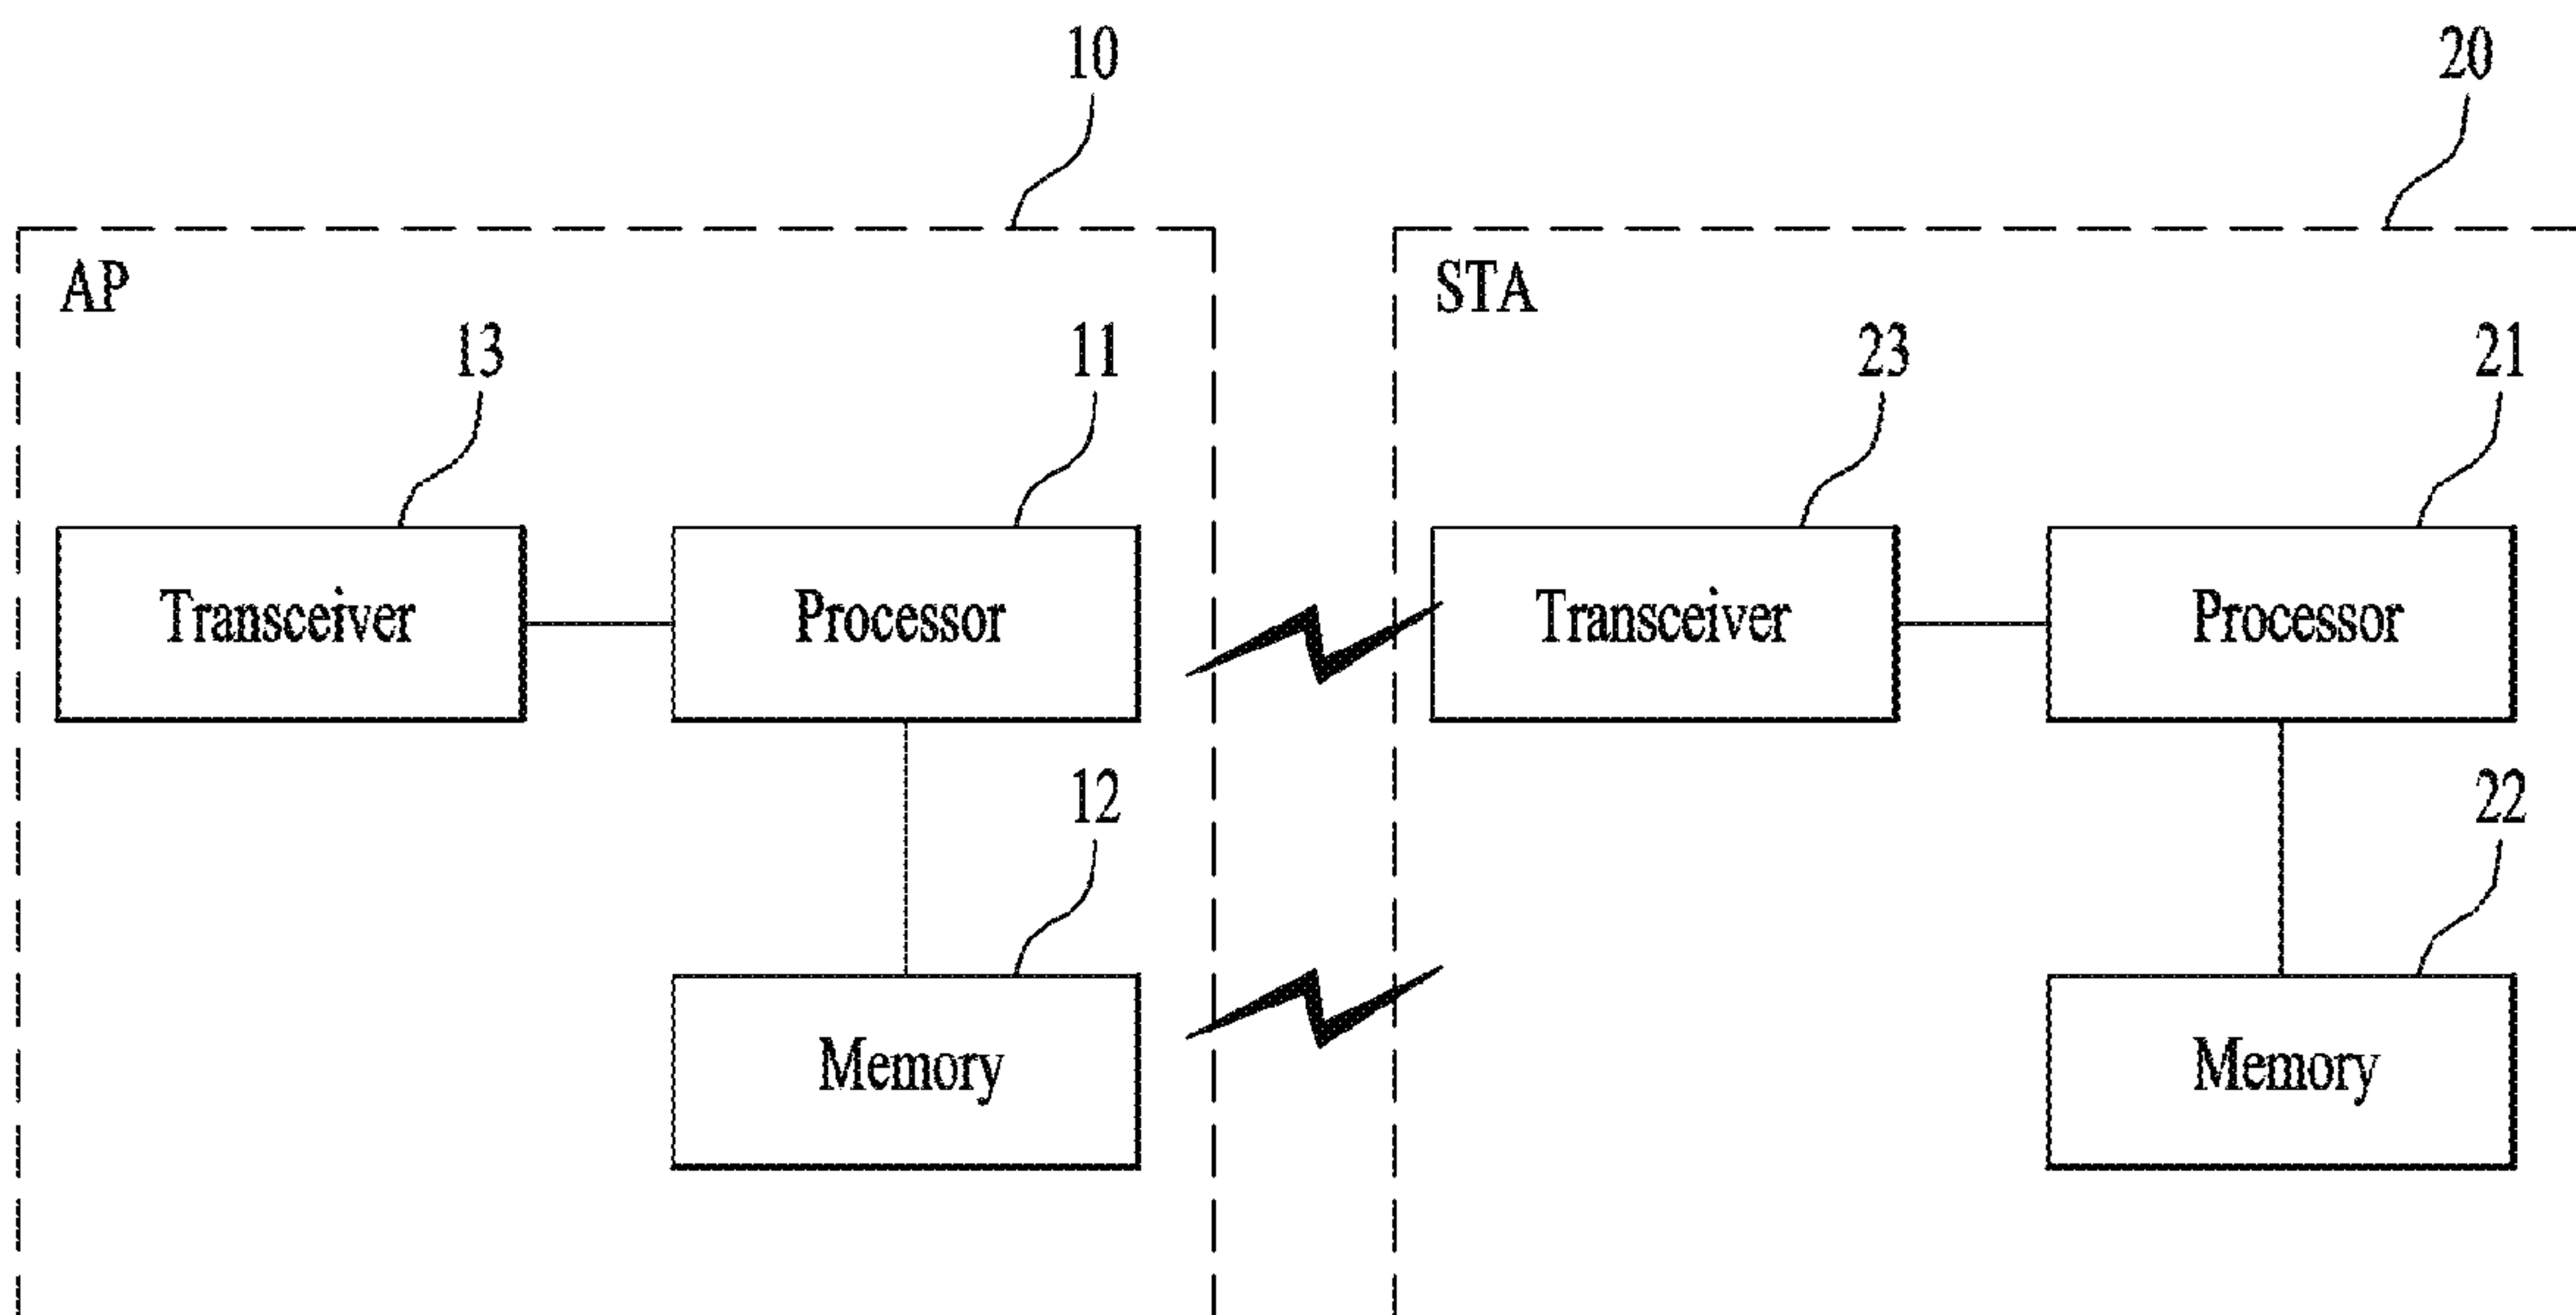 10
20
AP
STA
13
11
23
21
Transceiver
Processor
Transceiver
Processor
12
22
Memory
Memory